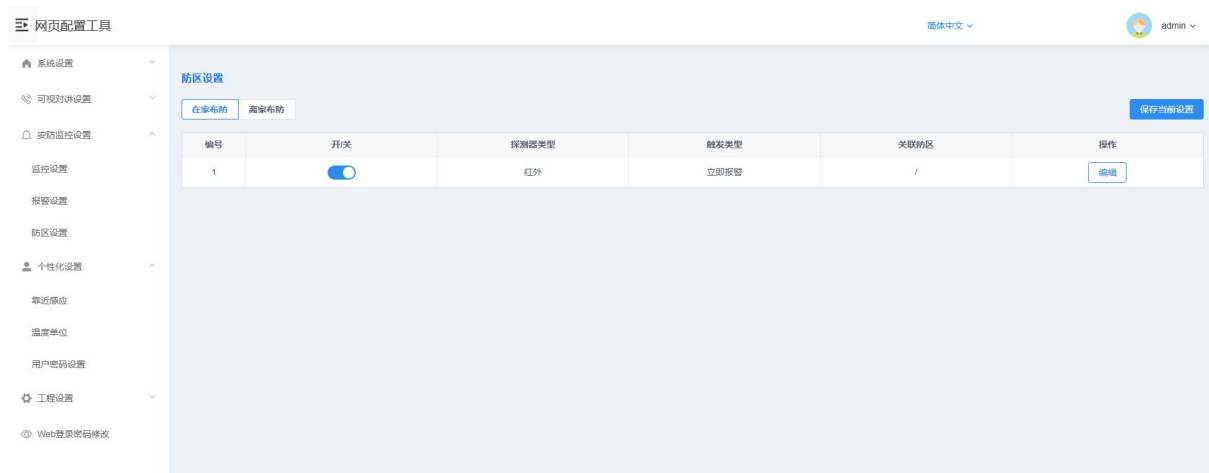 网页配置工具
简体中文
admin
系统设置
可视对讲设置
安防监控设置
监控设置
报警设置
防区设置
个性化设置
靠近感应
温度单位
用户密码设置
工程设置
Web登录密码修改
防区设置
在家布防 离家布防
保存当前设置
编号 开/关 探测器类型 触发类型 关联防区 操作
1 红外 立即报警 / 编辑